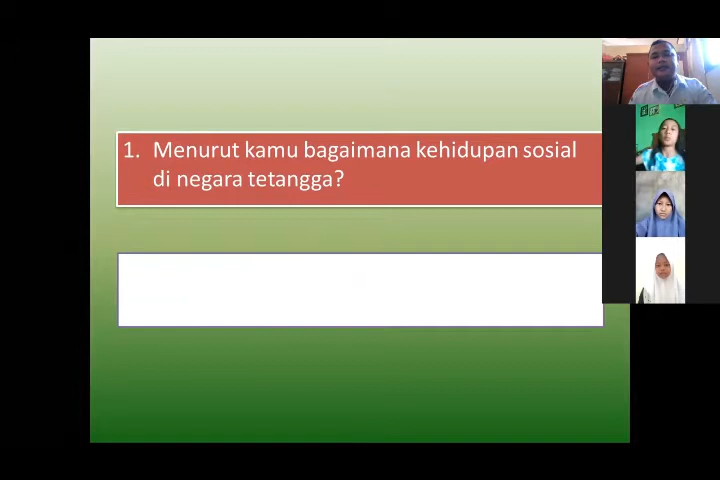 1. Menurut kamu bagaimana kehidupan sosial
di negara tetangga?